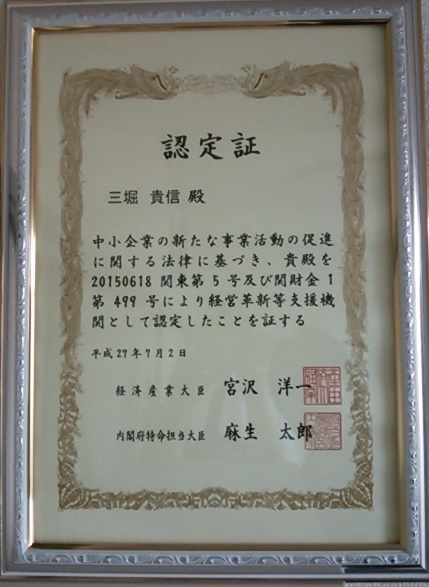 認定証
三堀 貴信 殿
中小企業の新たな事業活動の促進
に関する法律に基づき、貴殿を
20150618 関東第 5 号及び関財金 1
第 499 号により経営革新等支援機
関として認定したことを証する
平成27年7月2日
経済産業大臣 宮沢 洋一
内閣府特命担当大臣 麻生 太郎